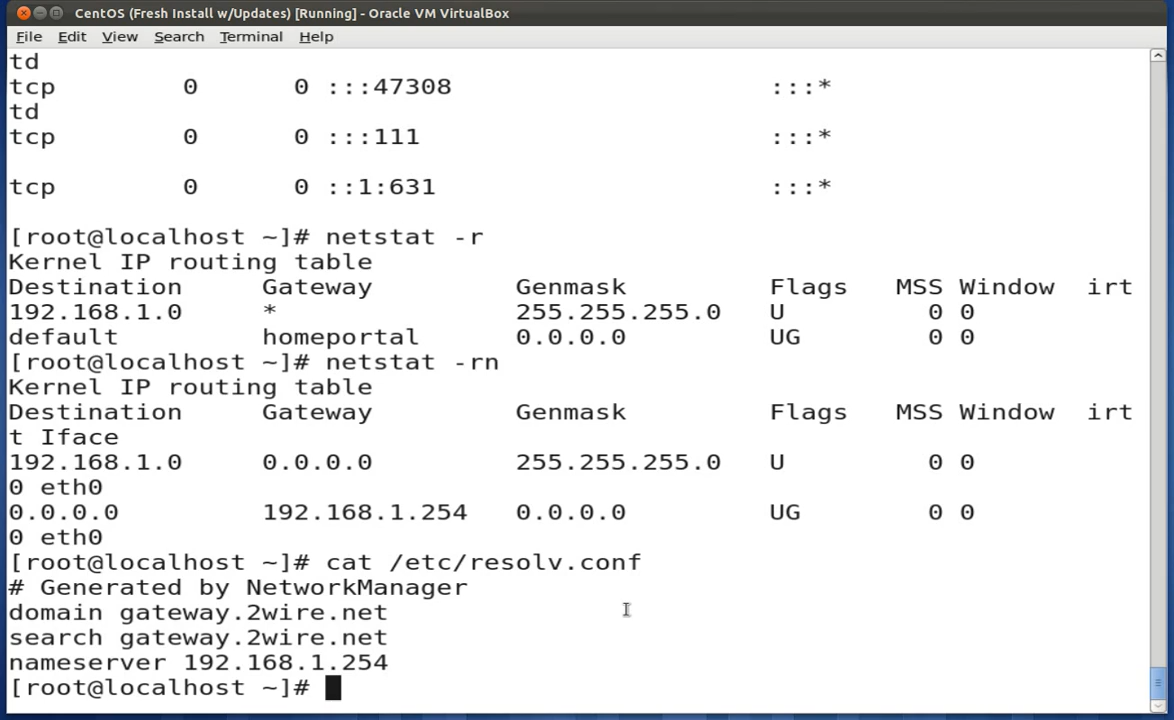 CentOS (Fresh Install w/Updates) [Running] - Oracle VM VirtualBox
File Edit View Search Terminal Help
td
tcp 0 0 :::47308 :::*
td
tcp 0 0 :::111 :::*
tcp 0 0 ::1:631 :::*
[root@localhost ~]# netstat -r
Kernel IP routing table
Destination Gateway Genmask Flags MSS Window irt
192.168.1.0 * 255.255.255.0 U 0 0
default homeportal 0.0.0.0 UG 0 0
[root@localhost ~]# netstat -rn
Kernel IP routing table
Destination Gateway Genmask Flags MSS Window irt
t Iface
192.168.1.0 0.0.0.0 255.255.255.0 U 0 0
0 eth0
0.0.0.0 192.168.1.254 0.0.0.0 UG 0 0
0 eth0
[root@localhost ~]# cat /etc/resolv.conf
# Generated by NetworkManager
domain gateway.2wire.net
search gateway.2wire.net
nameserver 192.168.1.254
[root@localhost ~]#